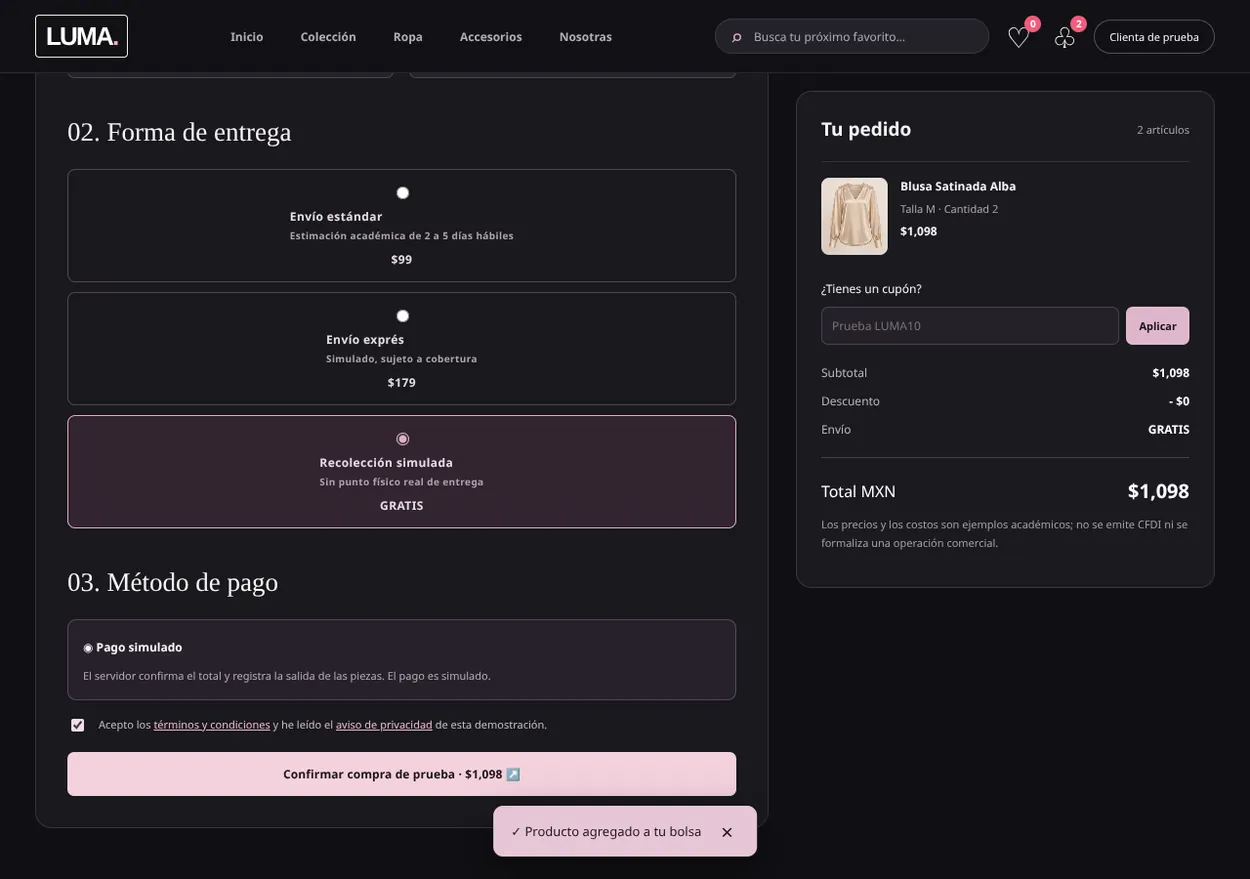 LUMA.
Inicio
Colección
Ropa
Accesorios
Nosotras
Busca tu próximo favorito...
0
2
Clienta de prueba
02. Forma de entrega
Envío estándar
Estimación académica de 2 a 5 días hábiles
$99
Envío exprés
Simulado, sujeto a cobertura
$179
Recolección simulada
Sin punto físico real de entrega
GRATIS
03. Método de pago
Pago simulado
El servidor confirma el total y registra la salida de las piezas. El pago es simulado.
Acepto los términos y condiciones y he leído el aviso de privacidad de esta demostración.
Confirmar compra de prueba · $1,098 ↗
Tu pedido
2 artículos
Blusa Satinada Alba
Talla M · Cantidad 2
$1,098
¿Tienes un cupón?
Prueba LUMA10
Aplicar
Subtotal $1,098
Descuento - $0
Envío GRATIS
Total MXN $1,098
Los precios y los costos son ejemplos académicos; no se emite CFDI ni se
formaliza una operación comercial.
✓ Producto agregado a tu bolsa ✕